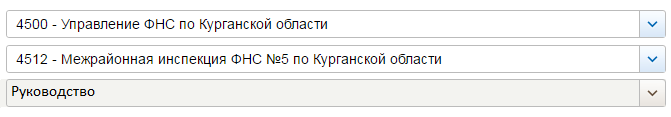 4500 - Управление ФНС по Курганской области
4512 - Межрайонная инспекция ФНС №5 по Курганской области
Руководство